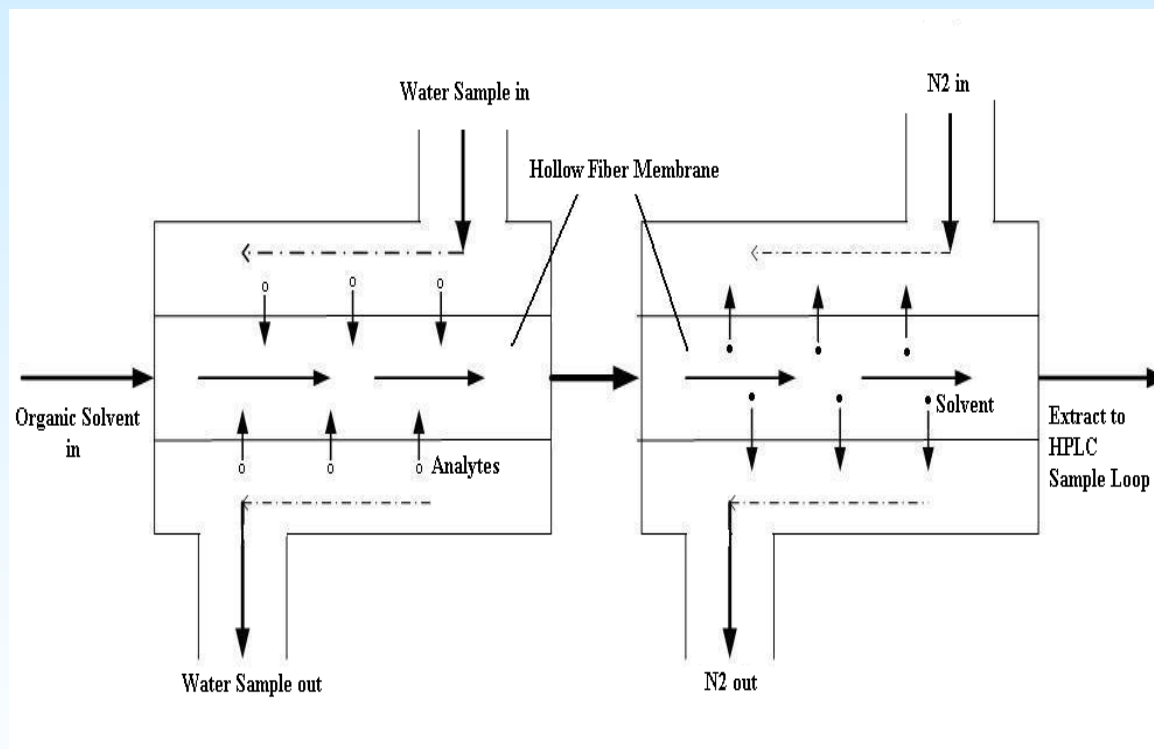 Water Sample in
N2 in
Hollow Fiber Membrane
Organic Solvent
in
Analytes
Solvent
Extract to
HPLC
Sample Loop
Water Sample out
N2 out